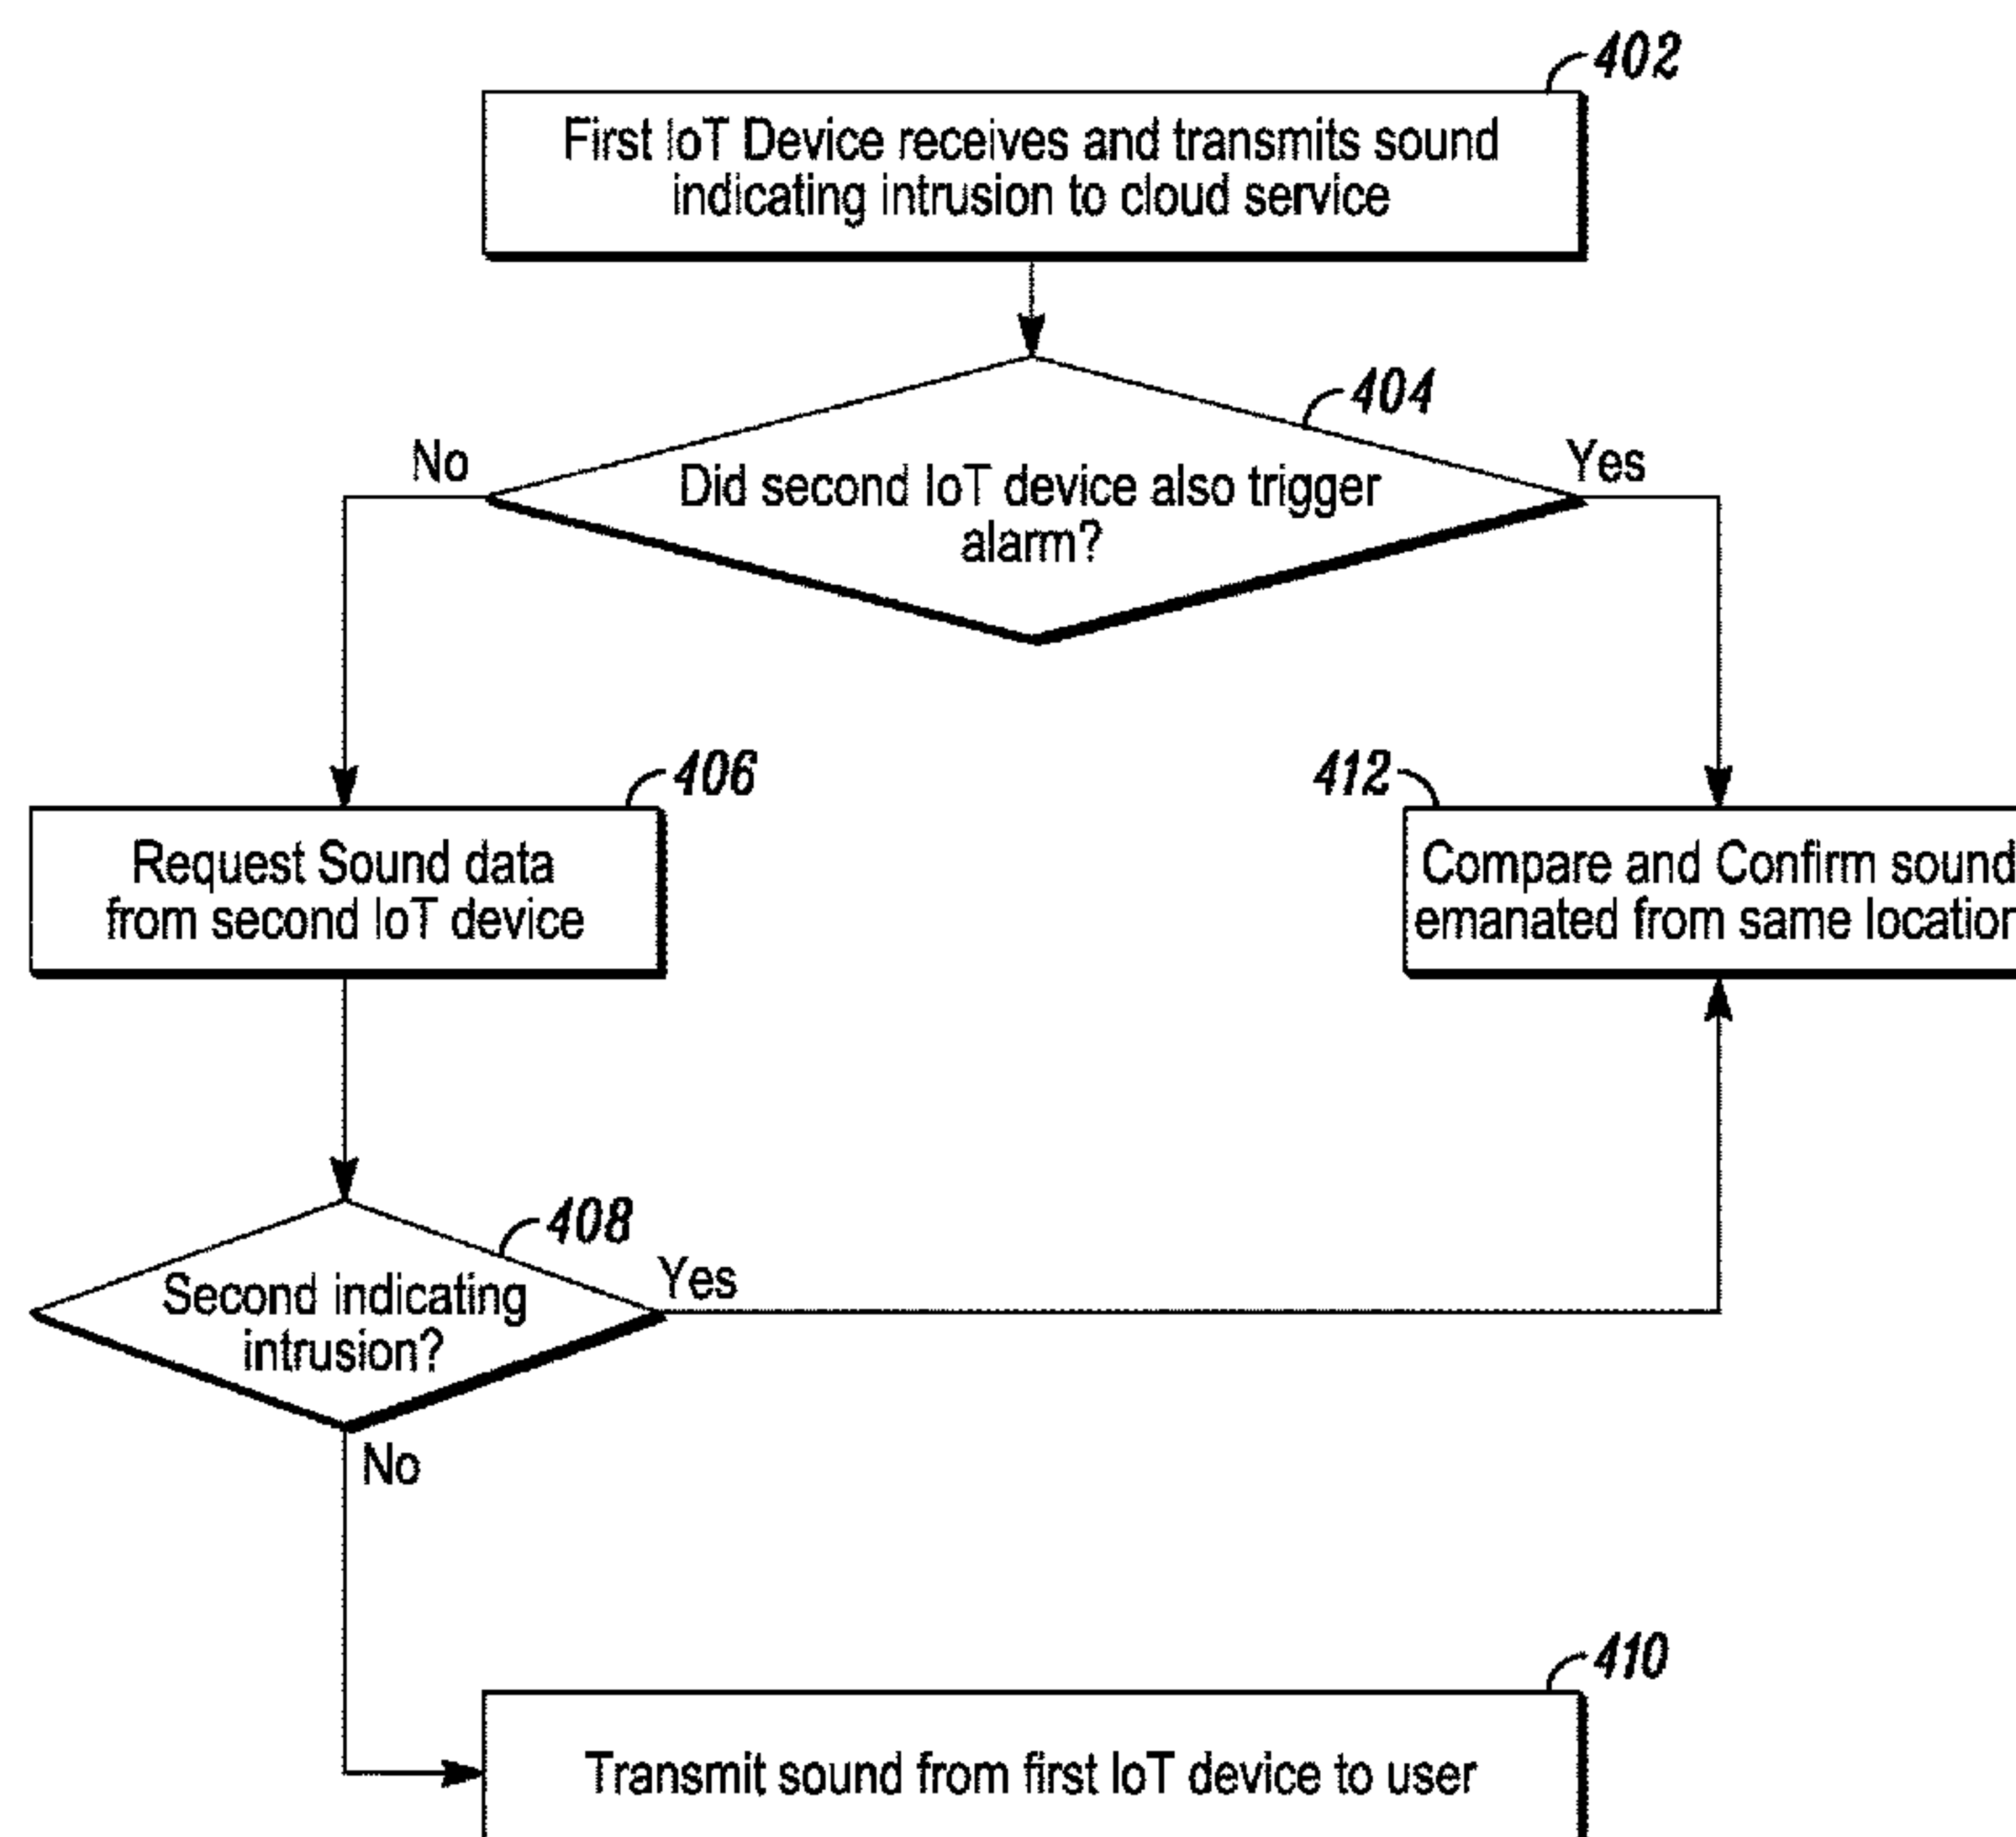 402
First IoT Device receives and transmits sound
indicating intrusion to cloud service
404
No
Yes
Did second IoT device also trigger
alarm?
406
412
Request Sound data
from second IoT device
Compare and Confirm sound
emanated from same location
408
Yes
Second indicating
intrusion?
No
410
Transmit sound from first IoT device to user